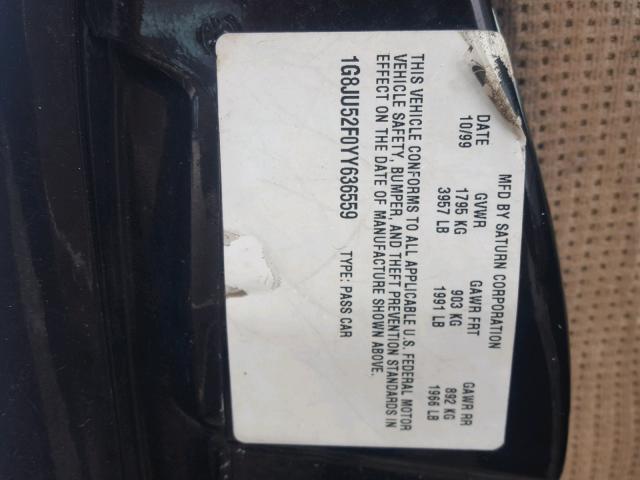 MFD BY SATURN CORPORATION
DATE GVWR GAWR FRT GAWR RR
10/99 1795 KG 903 KG 892 KG
3957 LB 1991 LB 1966 LB
THIS VEHICLE CONFORMS TO ALL APPLICABLE U.S. FEDERAL MOTOR
VEHICLE SAFETY, BUMPER, AND THEFT PREVENTION STANDARDS IN
EFFECT ON THE DATE OF MANUFACTURE SHOWN ABOVE.
1G8JU52F0YY636559 TYPE: PASS CAR